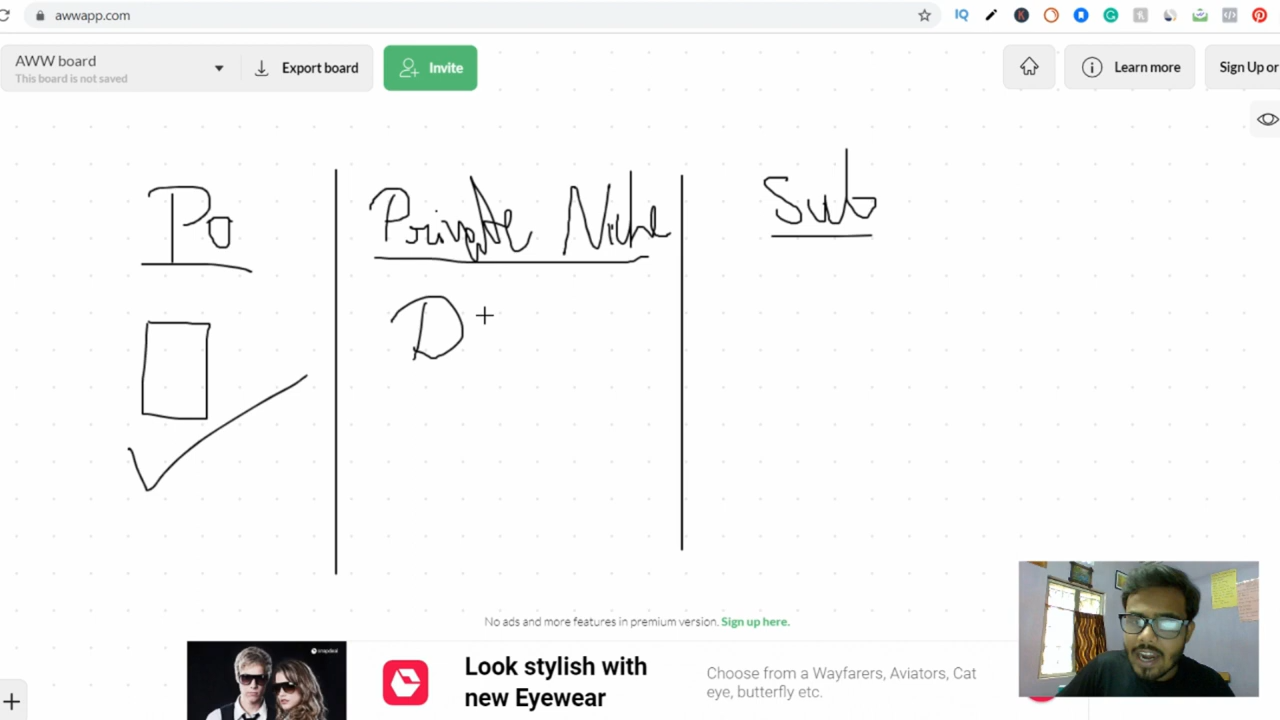 awwapp.com
IQ
AWW board
This board is not saved
Export board
Invite
Learn more
Sign Up or
Po
Private Niche
Sub
D
No ads and more features in premium version. Sign up here.
snapdeal
Look stylish with
new Eyewear
Choose from a Wayfarers, Aviators, Cat
eye, butterfly etc.